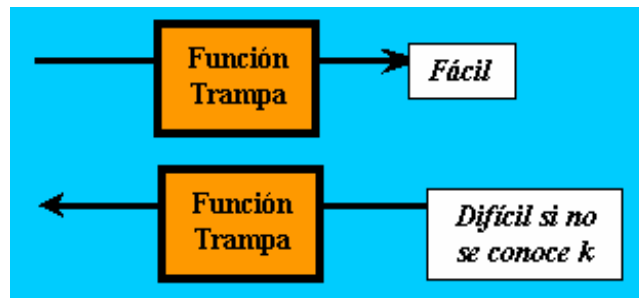 Función
Trampa
Fácil
Función
Trampa
Difícil si no
se conoce k